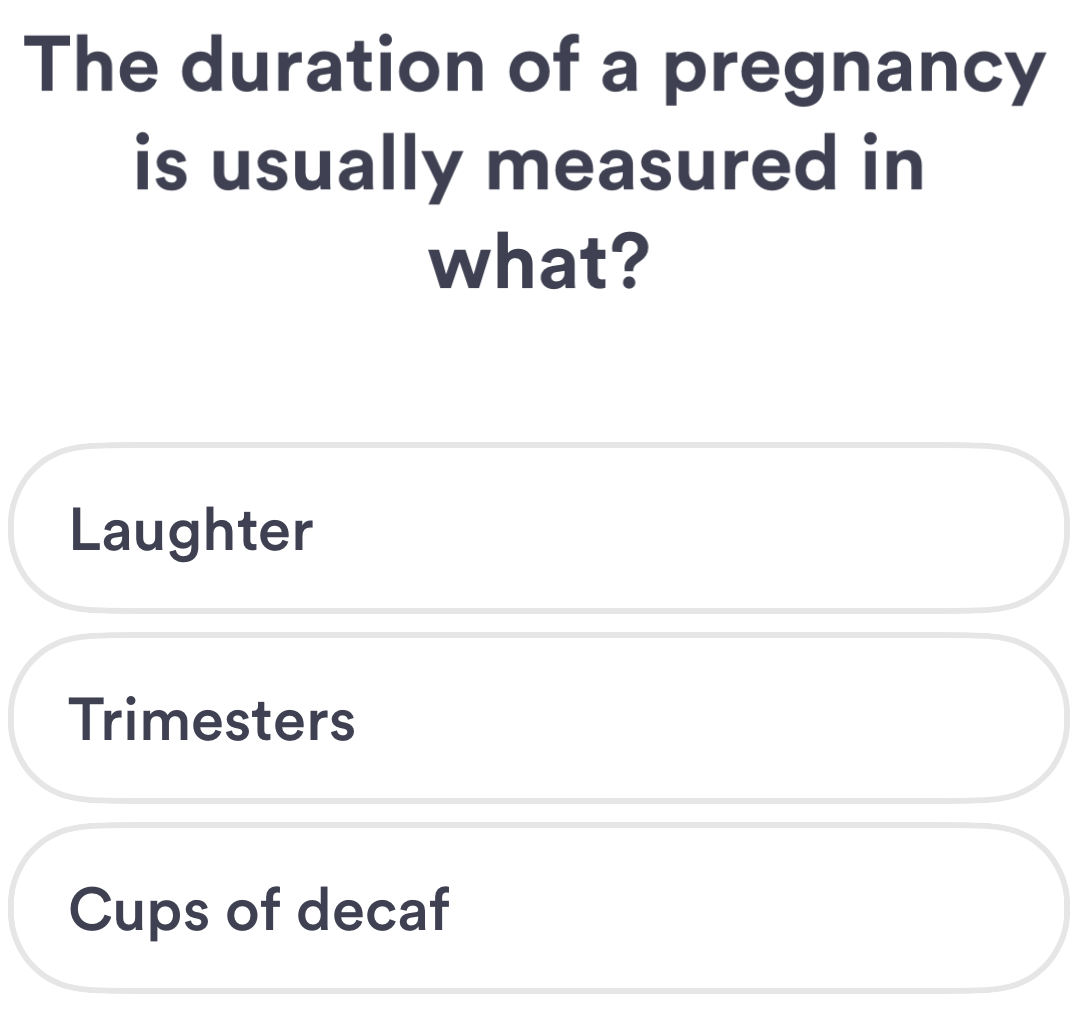 The duration of a pregnancy
is usually measured in
what?
Laughter
Trimesters
Cups of decaf